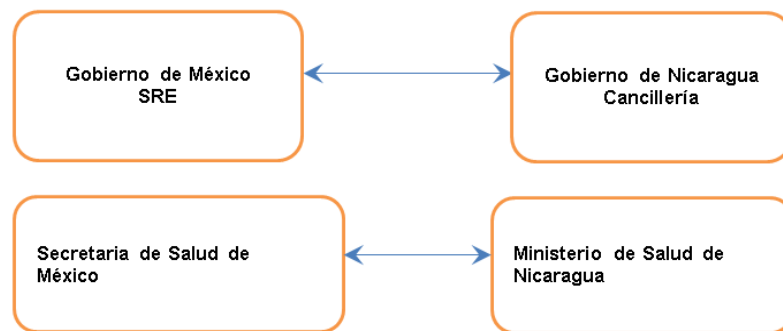 Gobierno de México
SRE
Gobierno de Nicaragua
Cancillería
Secretaria de Salud de
México
Ministerio de Salud de
Nicaragua